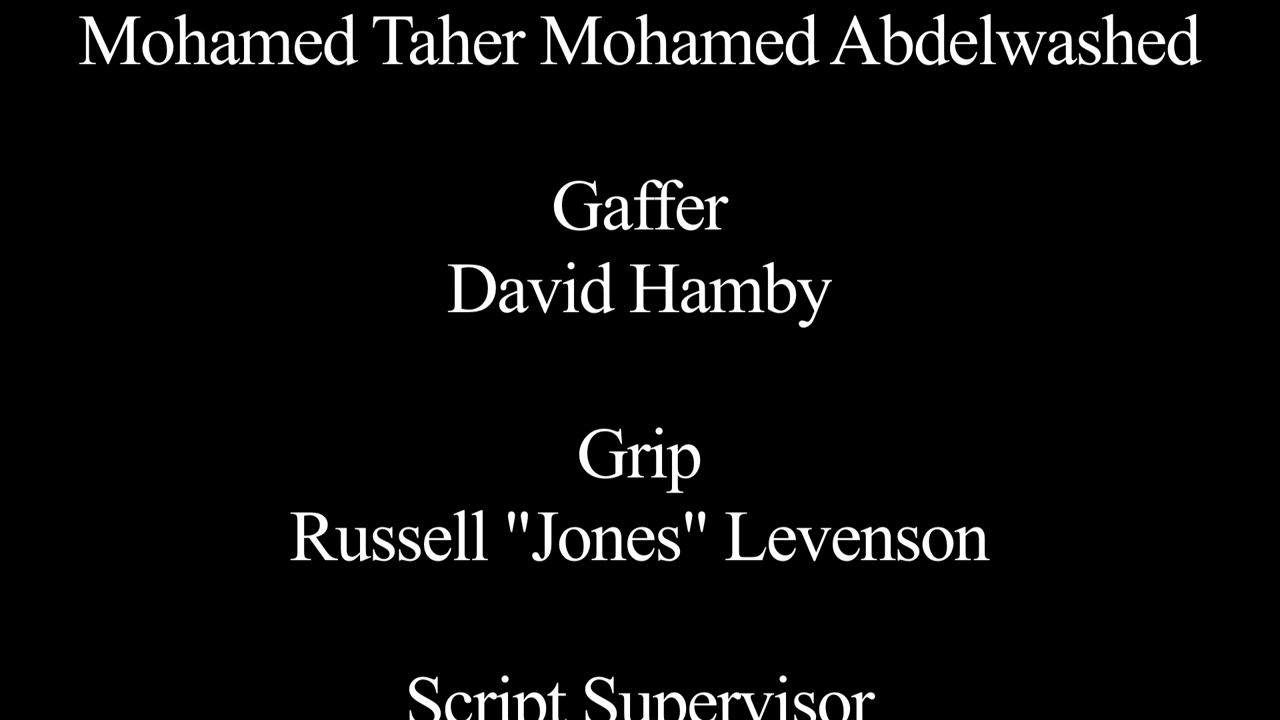 Mohamed Taher Mohamed Abdelwashed
Gaffer
David Hamby
Grip
Russell "Jones" Levenson
Script Supervisor